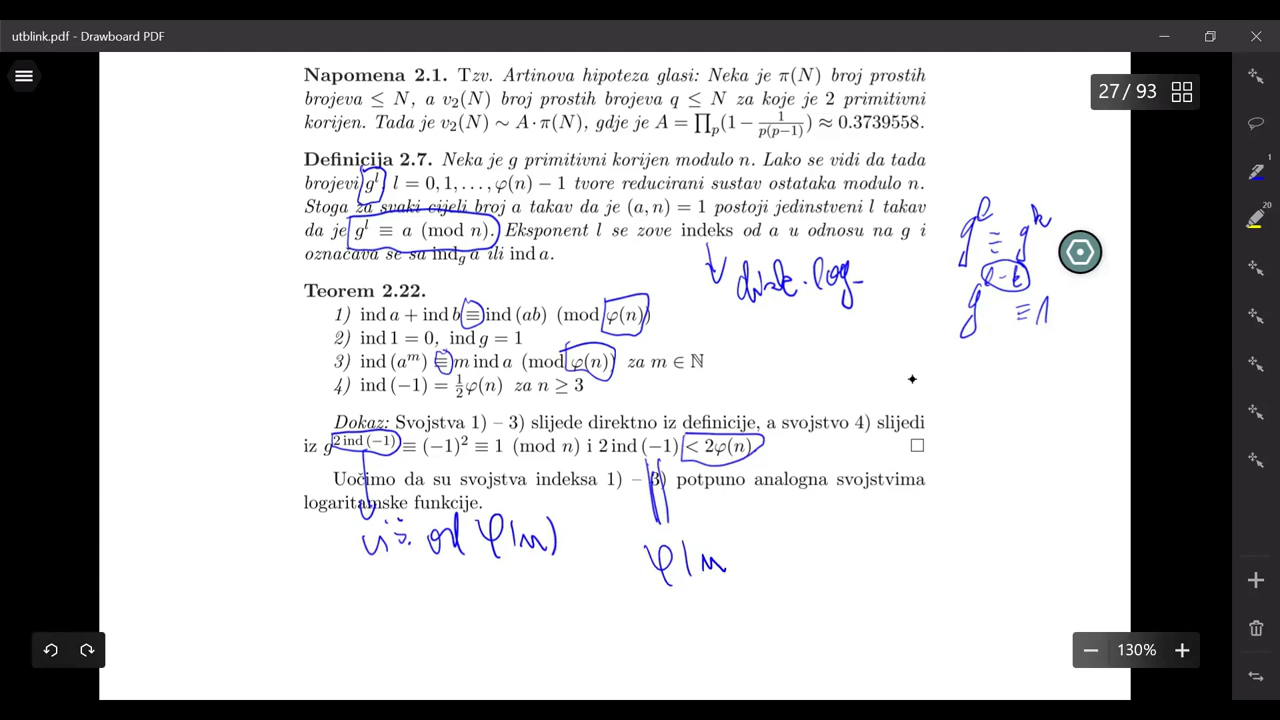 utblink.pdf - Drawboard PDF
27 / 93
Napomena 2.1. Tzv. Artinova hipoteza glasi: Neka je π(N) broj prostih
brojeva ≤ N, a v₂(N) broj prostih brojeva q ≤ N za koje je 2 primitivni
korijen. Tada je v₂(N) ∼ A · π(N), gdje je A = ∏ₚ(1 − 1/p(p−1)) ≈ 0.3739558.
Definicija 2.7. Neka je g primitivni korijen modulo n. Lako se vidi da tada
brojevi gˡ, l = 0, 1, . . . , φ(n) − 1 tvore reducirani sustav ostataka modulo n.
Stoga za svaki cijeli broj a takav da je (a, n) = 1 postoji jedinstveni l takav
da je gˡ ≡ a (mod n). Eksponent l se zove indeks od a u odnosu na g i
označava se sa ind_g a ili ind a.
gˡ ≡ gᵏ
gˡ⁻ᵏ ≡ 1
disk. log.
Teorem 2.22.
1) ind a + ind b ≡ ind (ab) (mod φ(n))
2) ind 1 = 0, ind g = 1
3) ind (aᵐ) ≡ m ind a (mod φ(n)) za m ∈ ℕ
4) ind (−1) = ½φ(n) za n ≥ 3
Dokaz: Svojstva 1) – 3) slijede direktno iz definicije, a svojstvo 4) slijedi
iz g^{2 ind (−1)} ≡ (−1)² ≡ 1 (mod n) i 2 ind (−1) < 2φ(n). □
Uočimo da su svojstva indeksa 1) – 3) potpuno analogna svojstvima
logaritamske funkcije.
viš. od φ(n)
φ(n
130%